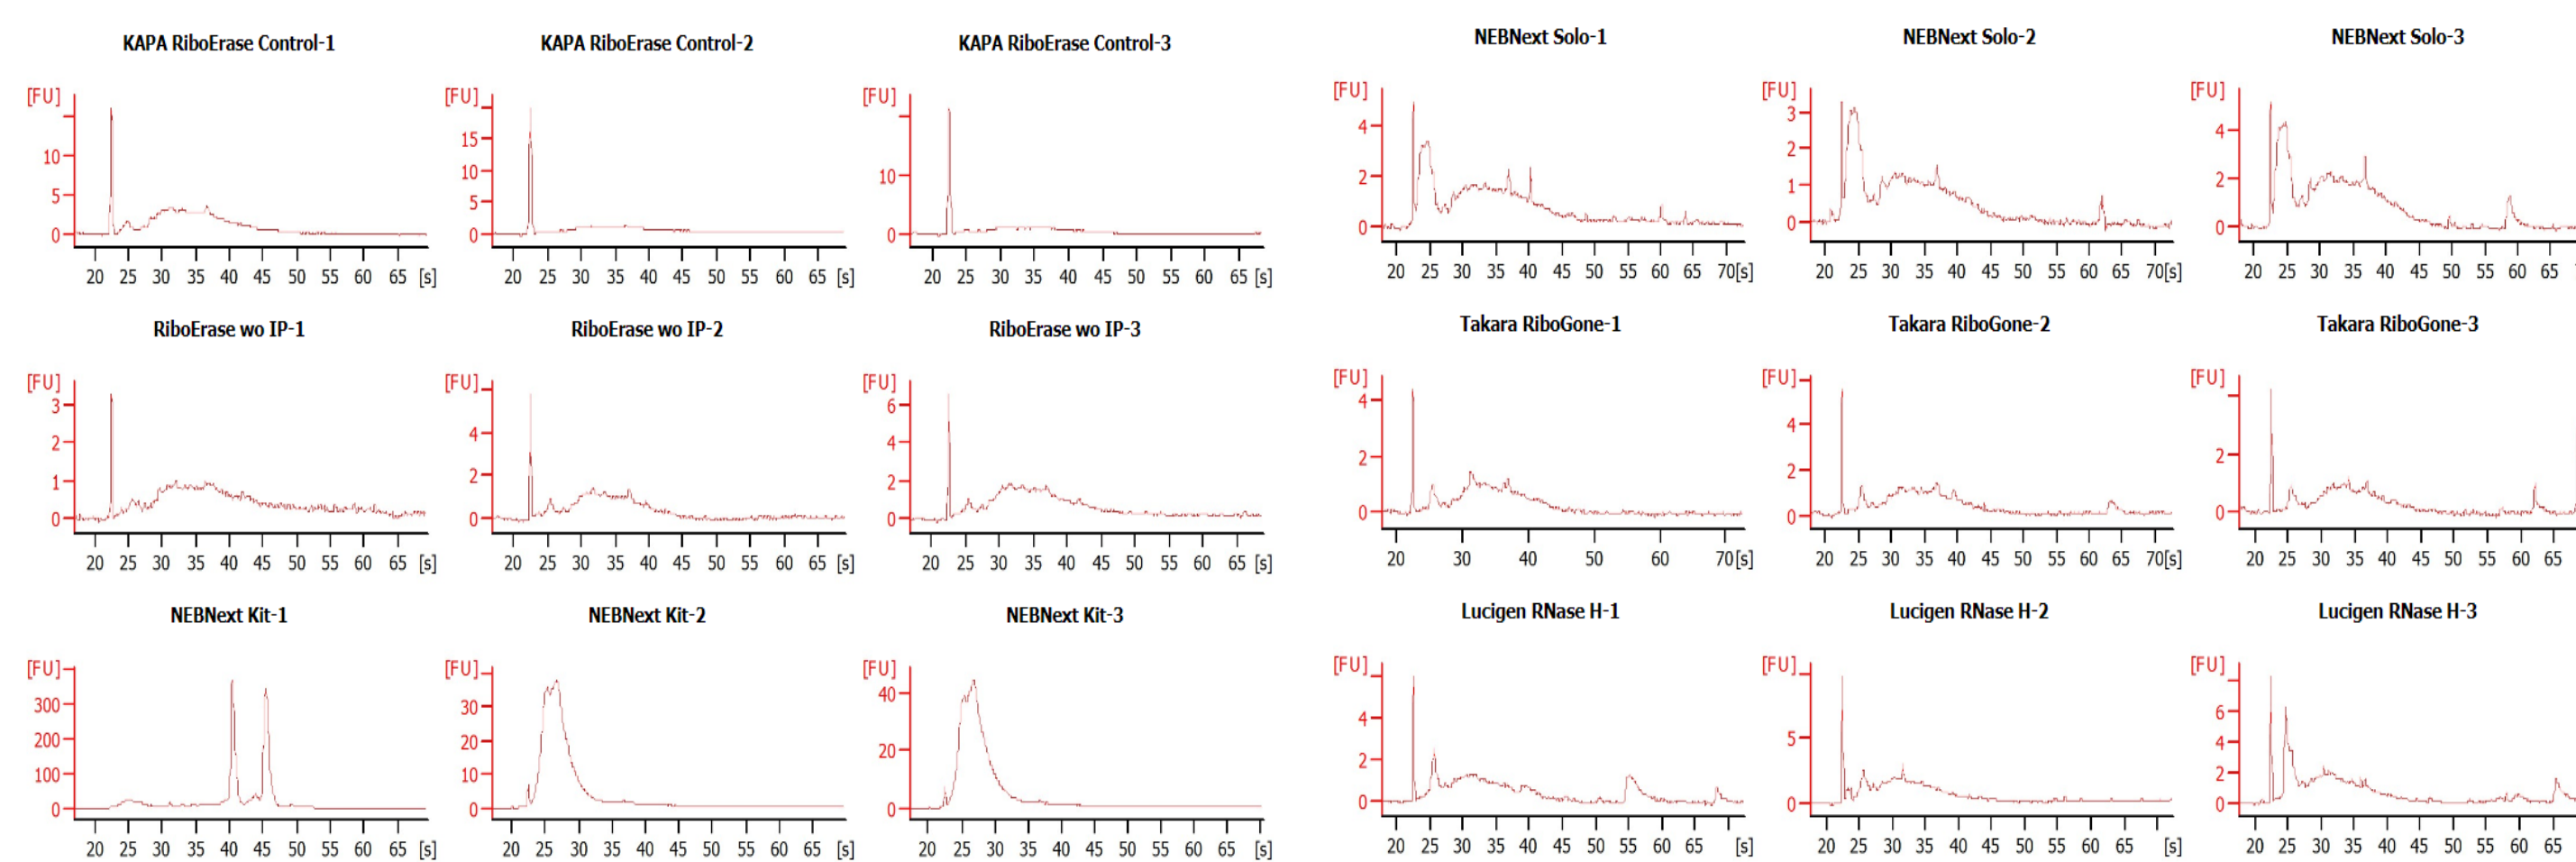 KAPA RiboErase Control-1 KAPA RiboErase Control-2 KAPA RiboErase Control-3 NEBNext Solo-1 NEBNext Solo-2 NEBNext Solo-3
[FU] [FU] [FU] [FU] [FU] [FU]
10 5 0
15 10 5 0
10 0
4 2 0
3 2 1 0
4 2 0
20 25 30 35 40 45 50 55 60 65 [s]
20 25 30 35 40 45 50 55 60 65 [s]
20 25 30 35 40 45 50 55 60 65 [s]
20 25 30 35 40 45 50 55 60 65 70[s]
20 25 30 35 40 45 50 55 60 65 70[s]
20 25 30 35 40 45 50 55 60 65
RiboErase wo IP-1 RiboErase wo IP-2 RiboErase wo IP-3 Takara RiboGone-1 Takara RiboGone-2 Takara RiboGone-3
[FU] [FU] [FU] [FU] [FU] [FU]
3 2 1 0
4 2 0
6 4 2 0
4 2 0
4 2 0
2 0
20 25 30 35 40 45 50 55 60 65 [s]
20 25 30 35 40 45 50 55 60 65 [s]
20 25 30 35 40 45 50 55 60 65 [s]
20 30 40 50 60 70[s]
20 25 30 35 40 45 50 55 60 65 70[s]
20 25 30 35 40 45 50 55 60 65
NEBNext Kit-1 NEBNext Kit-2 NEBNext Kit-3 Lucigen RNase H-1 Lucigen RNase H-2 Lucigen RNase H-3
[FU] [FU] [FU] [FU] [FU] [FU]
300 200 100 0
30 20 10 0
40 20 0
4 2 0
5 0
6 4 2 0
20 25 30 35 40 45 50 55 60 65 [s]
20 25 30 35 40 45 50 55 60 65 [s]
20 25 30 35 40 45 50 55 60 65 [s]
20 25 30 35 40 45 50 55 60 65 [s]
20 25 30 35 40 45 50 55 60 65 [s]
20 25 30 35 40 45 50 55 60 65